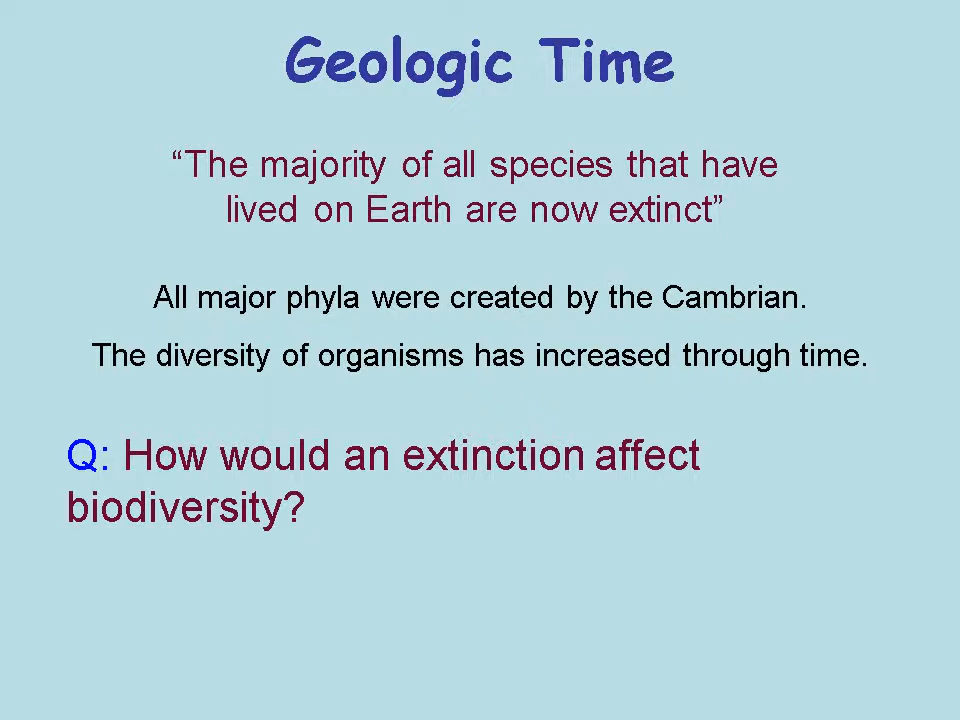 Geologic Time
“The majority of all species that have
lived on Earth are now extinct”
All major phyla were created by the Cambrian.
The diversity of organisms has increased through time.
Q: How would an extinction affect
biodiversity?